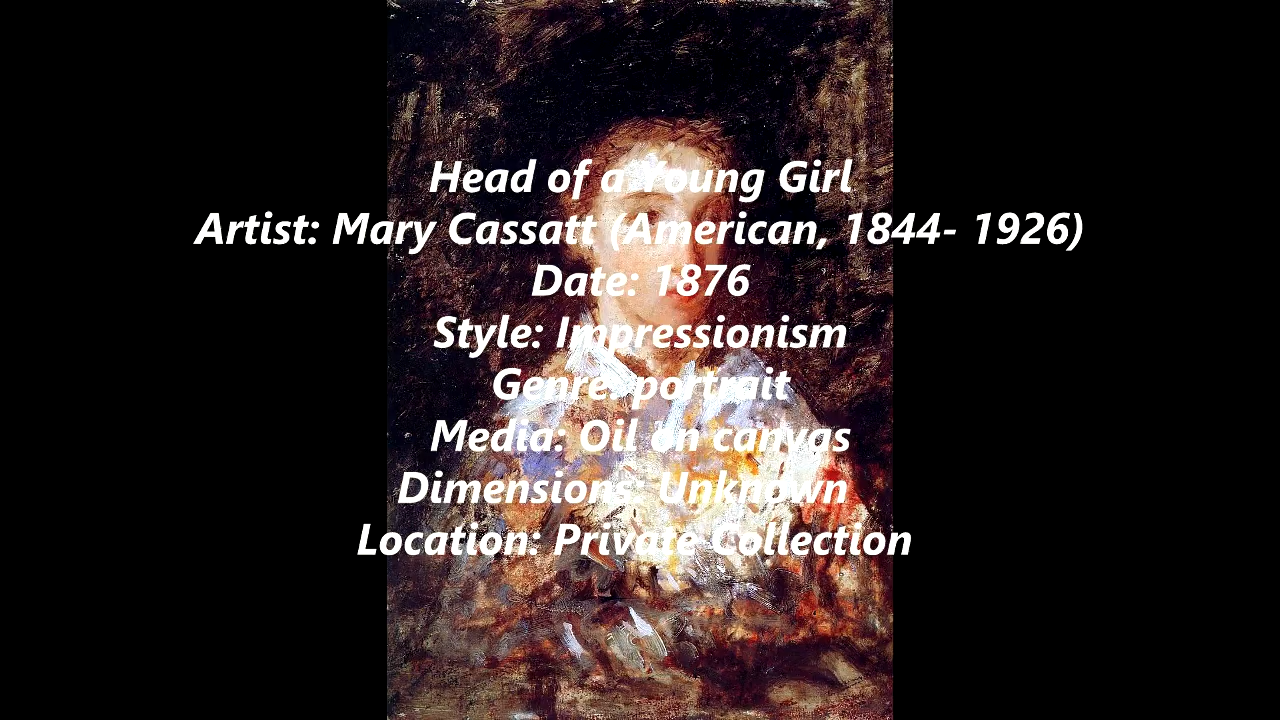 Head of a Young Girl
Artist: Mary Cassatt (American, 1844- 1926)
Date: 1876
Style: Impressionism
Genre: portrait
Media: Oil on canvas
Dimensions: Unknown
Location: Private Collection